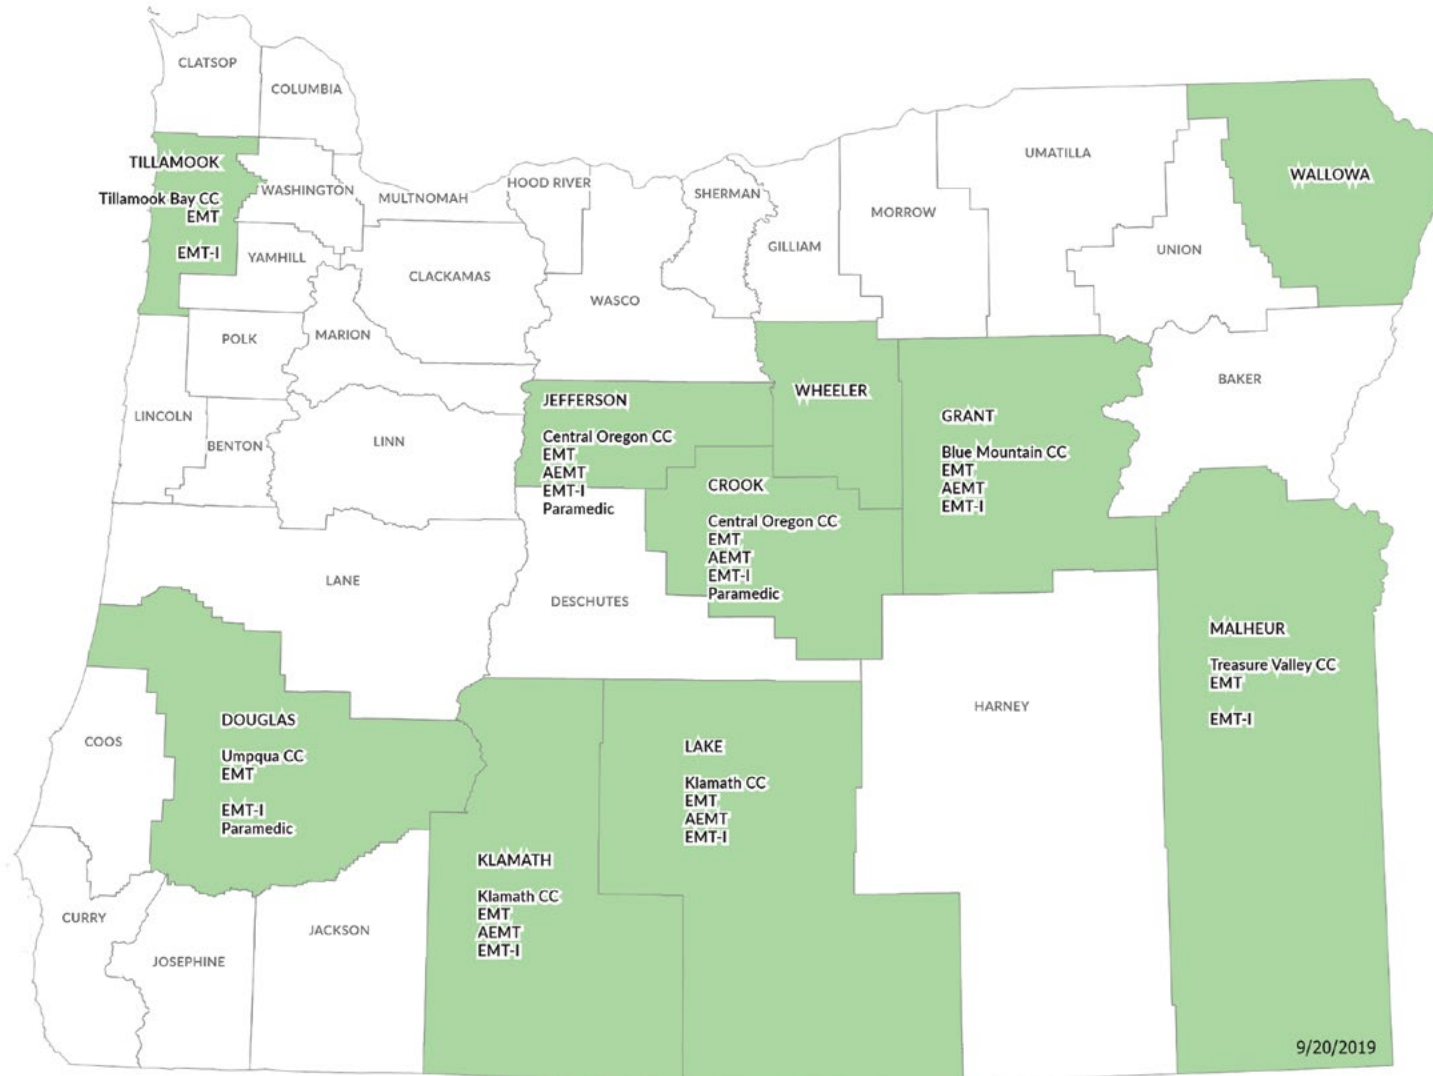 CLATSOP
COLUMBIA
TILLAMOOK
Tillamook Bay CC
EMT
EMT-I
WASHINGTON
MULTNOMAH
HOOD RIVER
SHERMAN
GILLIAM
MORROW
UMATILLA
UNION
WALLOWA
YAMHILL
CLACKAMAS
WASCO
POLK
MARION
LINCOLN
BENTON
LINN
JEFFERSON
Central Oregon CC
EMT
AEMT
EMT-I
Paramedic
WHEELER
CROOK
Central Oregon CC
EMT
AEMT
EMT-I
Paramedic
GRANT
Blue Mountain CC
EMT
AEMT
EMT-I
BAKER
LANE
DESCHUTES
MALHEUR
Treasure Valley CC
EMT
EMT-I
HARNEY
COOS
DOUGLAS
Umpqua CC
EMT
EMT-I
Paramedic
LAKE
Klamath CC
EMT
AEMT
EMT-I
KLAMATH
Klamath CC
EMT
AEMT
EMT-I
CURRY
JOSEPHINE
JACKSON
9/20/2019